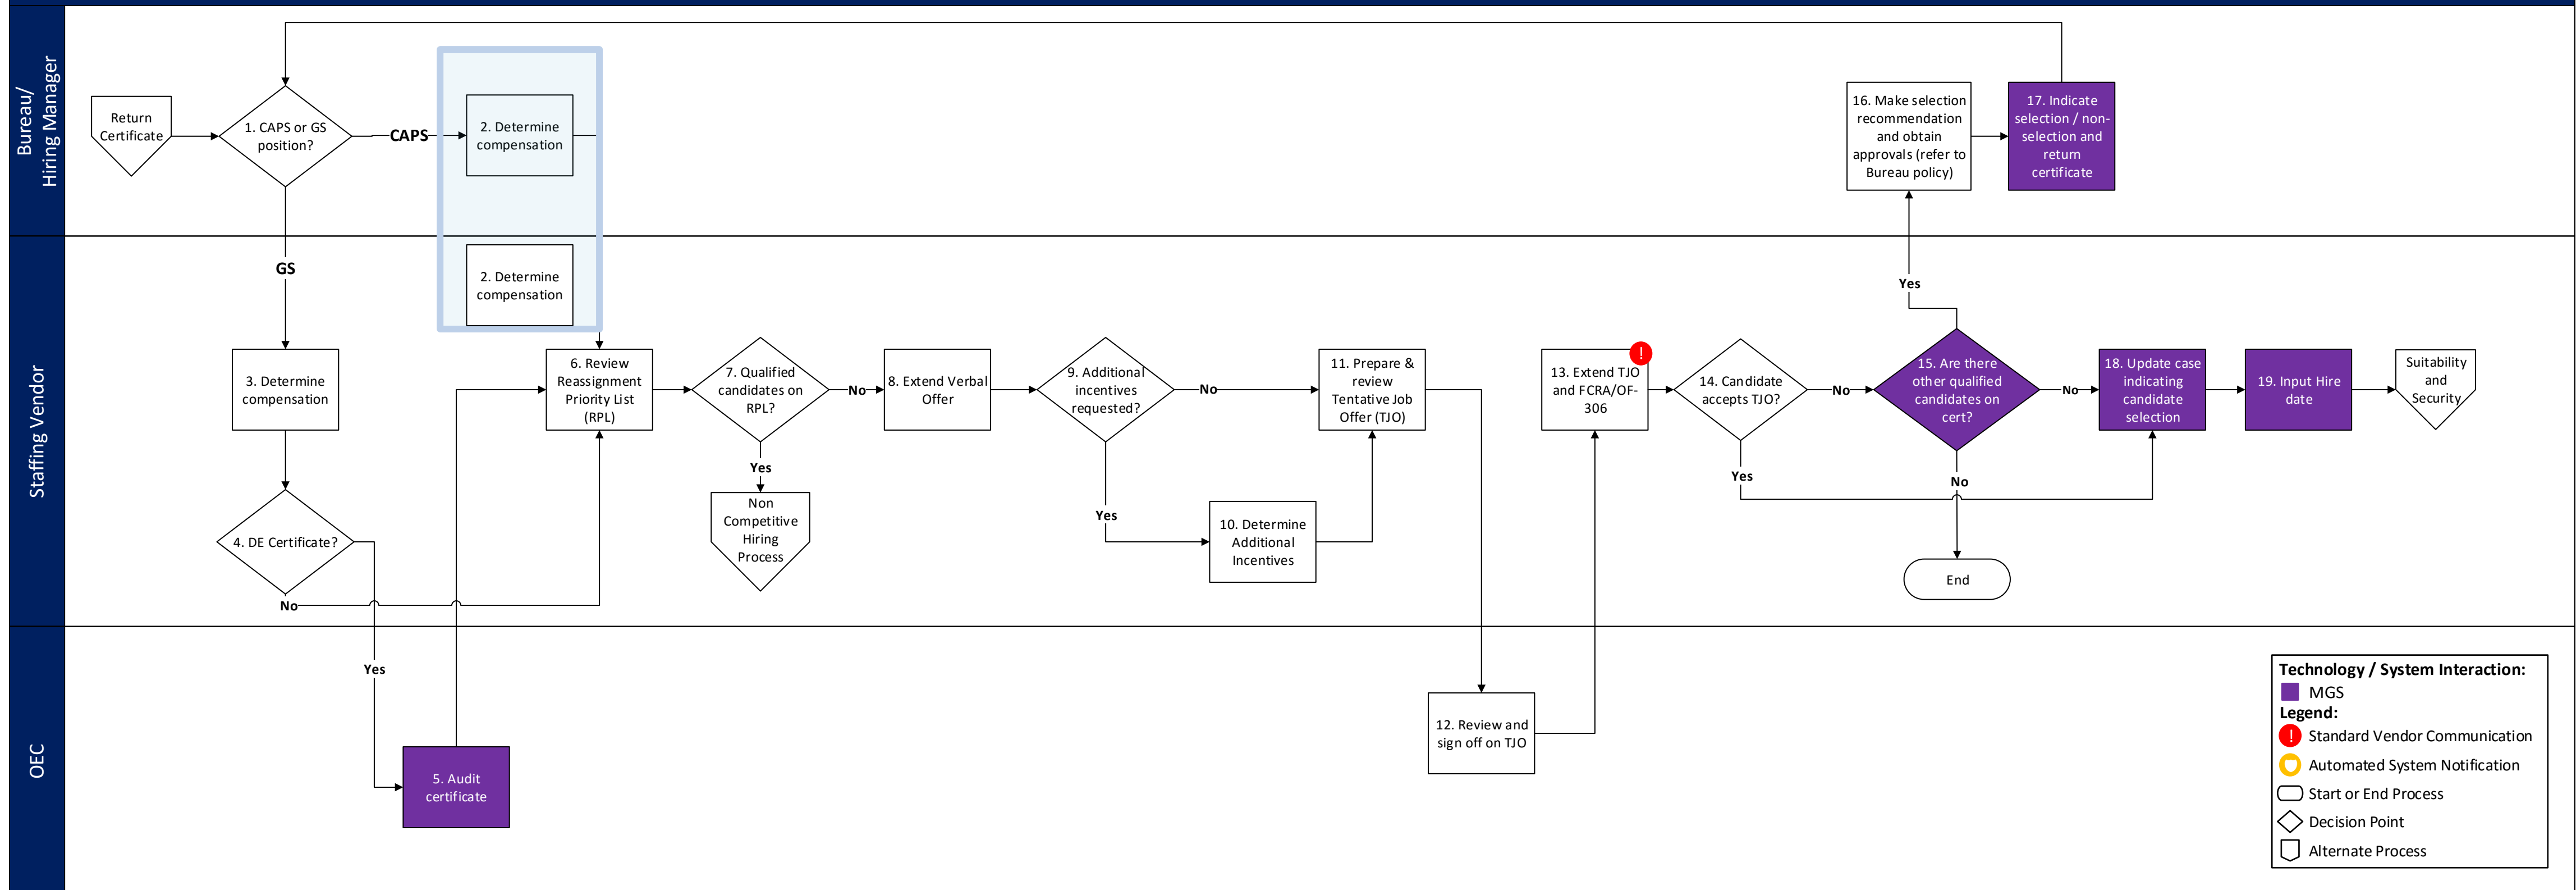 Bureau/
Hiring Manager
Return
Certificate
1. CAPS or GS
position?
CAPS
2. Determine
compensation
16. Make selection
recommendation
and obtain
approvals (refer to
Bureau policy)
17. Indicate
selection / non-
selection and
return
certificate
Staffing Vendor
GS
2. Determine
compensation
Yes
3. Determine
compensation
6. Review
Reassignment
Priority List
(RPL)
7. Qualified
candidates on
RPL?
No
8. Extend Verbal
Offer
9. Additional
incentives
requested?
No
11. Prepare &
review
Tentative Job
Offer (TJO)
13. Extend TJO
and FCRA/OF-
306
!
14. Candidate
accepts TJO?
No
15. Are there
other qualified
candidates on
cert?
No
18. Update case
indicating
candidate
selection
19. Input Hire
date
Suitability
and
Security
Yes
Non
Competitive
Hiring
Process
Yes
10. Determine
Additional
Incentives
Yes
No
End
4. DE Certificate?
No
OEC
Yes
5. Audit
certificate
12. Review and
sign off on TJO
Technology / System Interaction:
MGS
Legend:
! Standard Vendor Communication
Automated System Notification
Start or End Process
Decision Point
Alternate Process